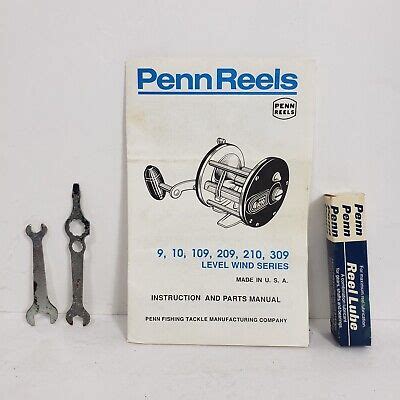 Penn Reels
PENN
REELS
9, 10, 109, 209, 210, 309
LEVEL WIND SERIES
MADE IN U. S. A.
INSTRUCTION AND PARTS MANUAL
PENN FISHING TACKLE MANUFACTURING COMPANY
Penn
Penn
Penn
Reel Lube